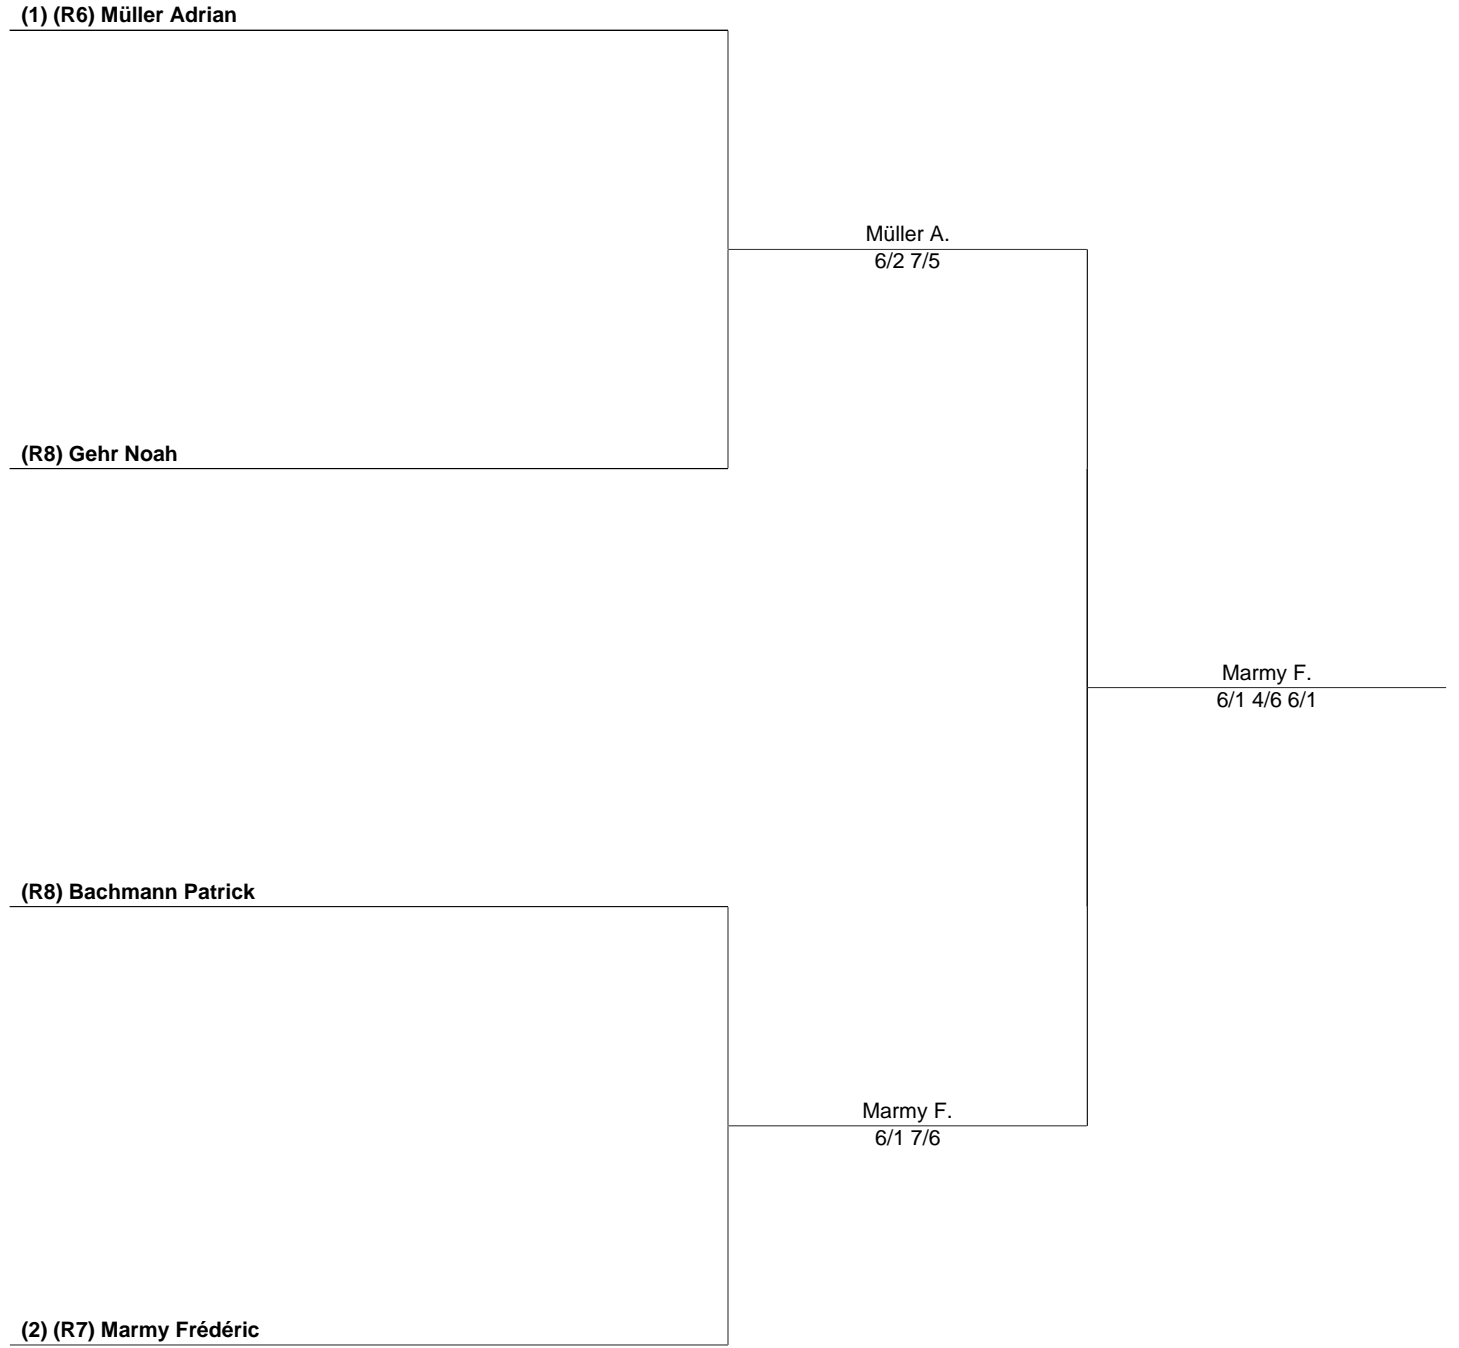 (1) (R6) Müller Adrian
Müller A.
6/2 7/5
(R8) Gehr Noah
Marmy F.
6/1 4/6 6/1
(R8) Bachmann Patrick
Marmy F.
6/1 7/6
(2) (R7) Marmy Frédéric